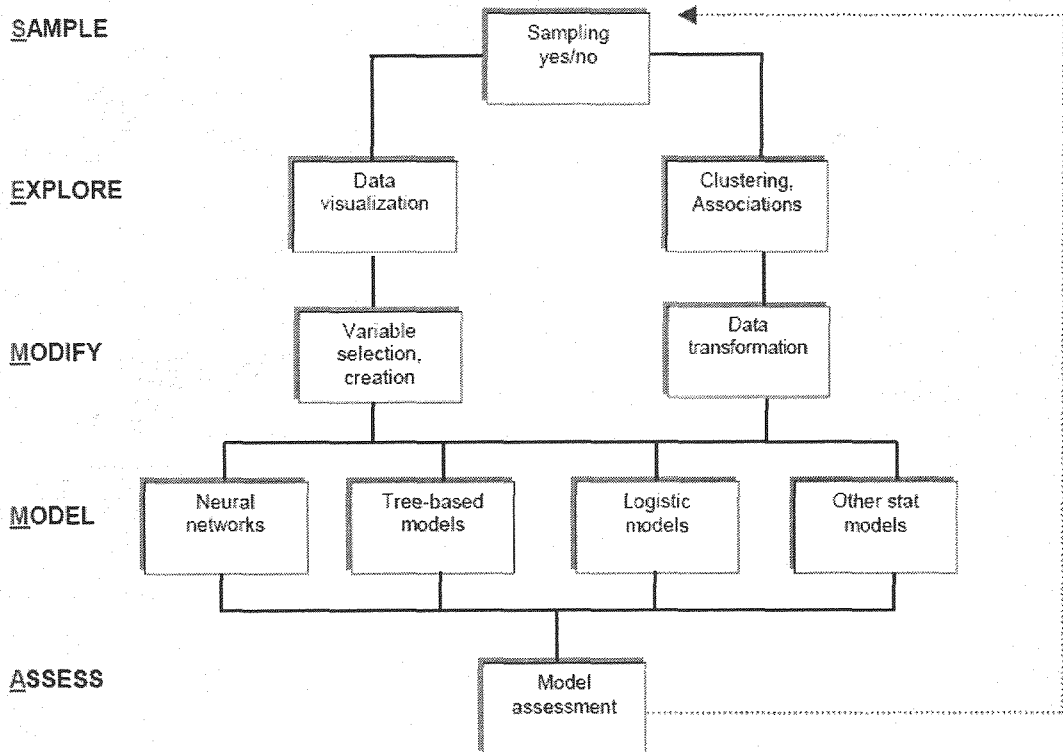 SAMPLE
Sampling
yes/no
EXPLORE
Data
visualization
Clustering,
Associations
MODIFY
Variable
selection,
creation
Data
transformation
MODEL
Neural
networks
Tree-based
models
Logistic
models
Other stat
models
ASSESS
Model
assessment